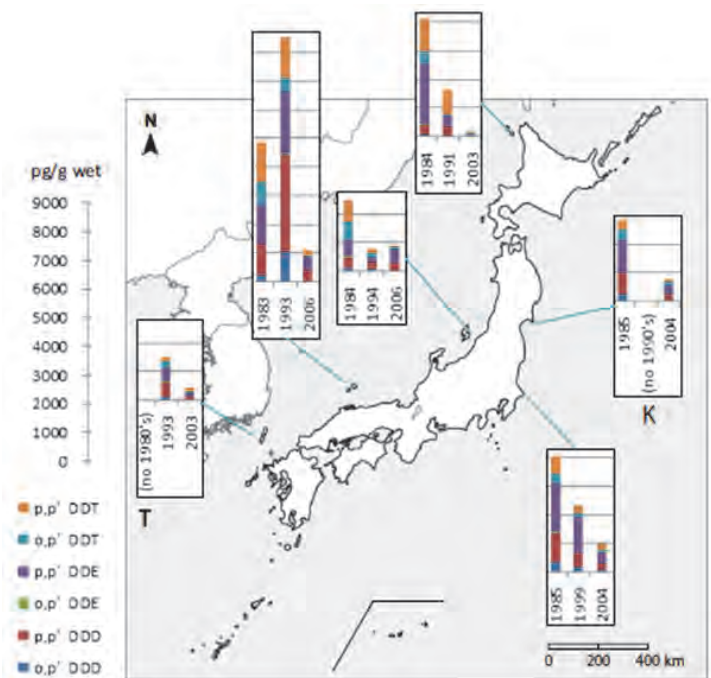 N
pg/g wet
9000
8000
7000
6000
5000
4000
3000
2000
1000
0
1983
1993
2006
1984
1991
2003
1984
1994
2006
1985
(no 1990's)
2004
K
(no 1980's)
1993
2003
T
1985
1999
2004
p,p' DDT
o,p' DDT
p,p' DDE
o,p' DDE
p,p' DDD
o,p' DDD
0 200 400 km